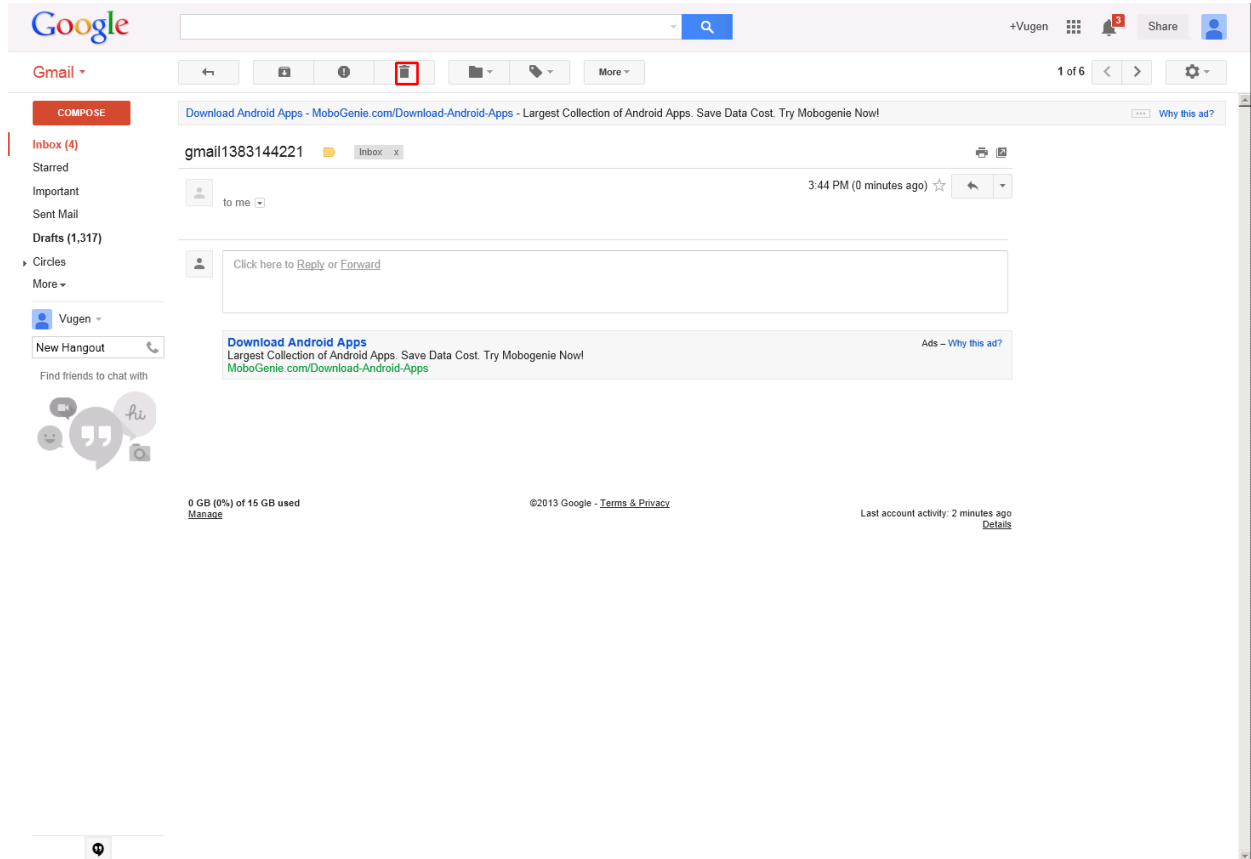 Google
+Vugen
3
Share
Gmail
More
1 of 6
COMPOSE
Download Android Apps - MoboGenie.com/Download-Android-Apps - Largest Collection of Android Apps. Save Data Cost. Try Mobogenie Now!
Why this ad?
Inbox (4)
Starred
Important
Sent Mail
Drafts (1,317)
Circles
More
gmail1383144221
Inbox x
3:44 PM (0 minutes ago)
to me
Click here to Reply or Forward
Vugen
New Hangout
Find friends to chat with
hi
Download Android Apps
Ads – Why this ad?
Largest Collection of Android Apps. Save Data Cost. Try Mobogenie Now!
MoboGenie.com/Download-Android-Apps
0 GB (0%) of 15 GB used
Manage
©2013 Google - Terms & Privacy
Last account activity: 2 minutes ago
Details